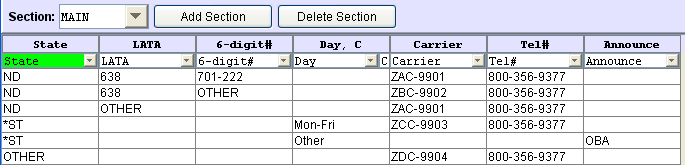 Section: MAIN Add Section Delete Section
State LATA 6-digit# Day, C Carrier Tel# Announce
State LATA 6-digit# Day C Carrier Tel# Announce
ND 638 701-222 ZAC-9901 800-356-9377
ND 638 OTHER ZBC-9902 800-356-9377
ND OTHER ZAC-9901 800-356-9377
*ST Mon-Fri ZCC-9903 800-356-9377
*ST Other OBA
OTHER ZDC-9904 800-356-9377